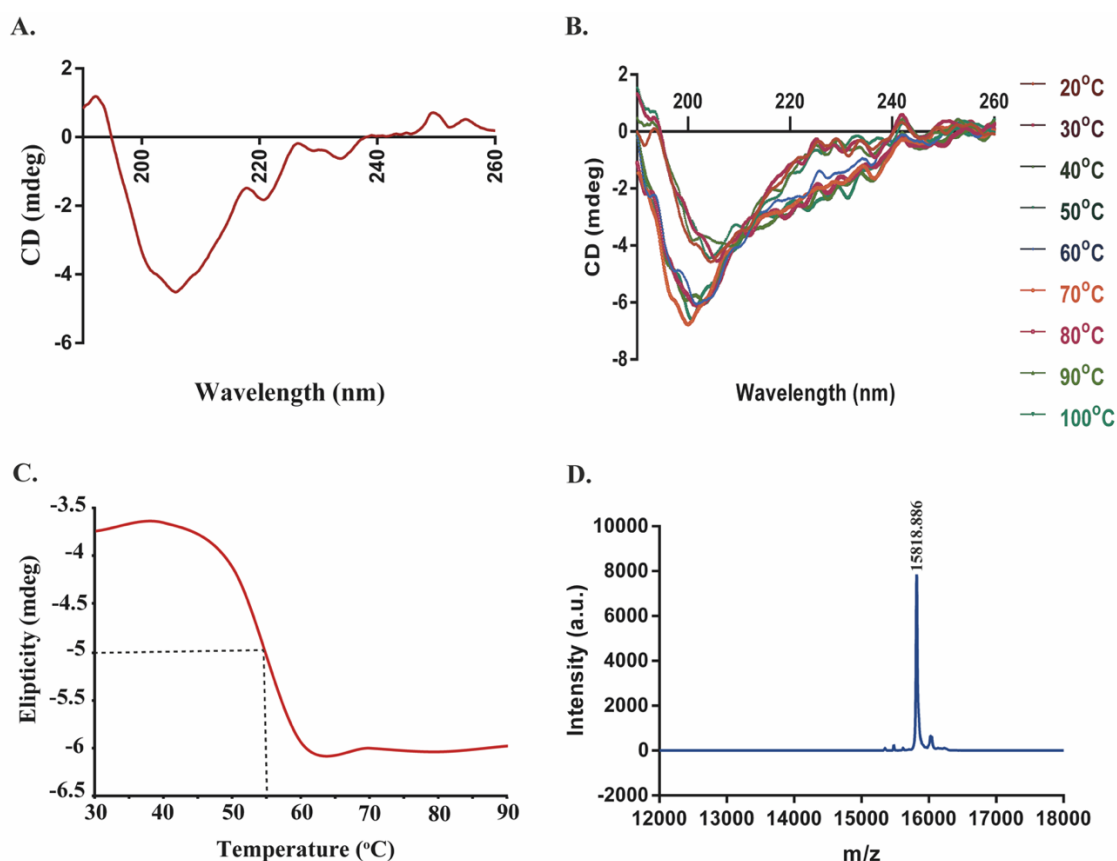 A.
2
0
-2
-4
-6
200
220
240
260
CD (mdeg)
Wavelength (nm)
B.
2
0
-2
-4
-6
-8
200
225
240
260
CD (mdeg)
Wavelength (nm)
20°C
30°C
40°C
50°C
60°C
70°C
80°C
90°C
100°C
C.
-3.5
-4
-4.5
-5
-5.5
-6
-6.5
30
40
50
60
70
80
90
Elipticity (mdeg)
Temperature (°C)
D.
10000
8000
6000
4000
2000
0
-2000
12000
13000
14000
15000
16000
17000
18000
15818.886
Intensity (a.u.)
m/z